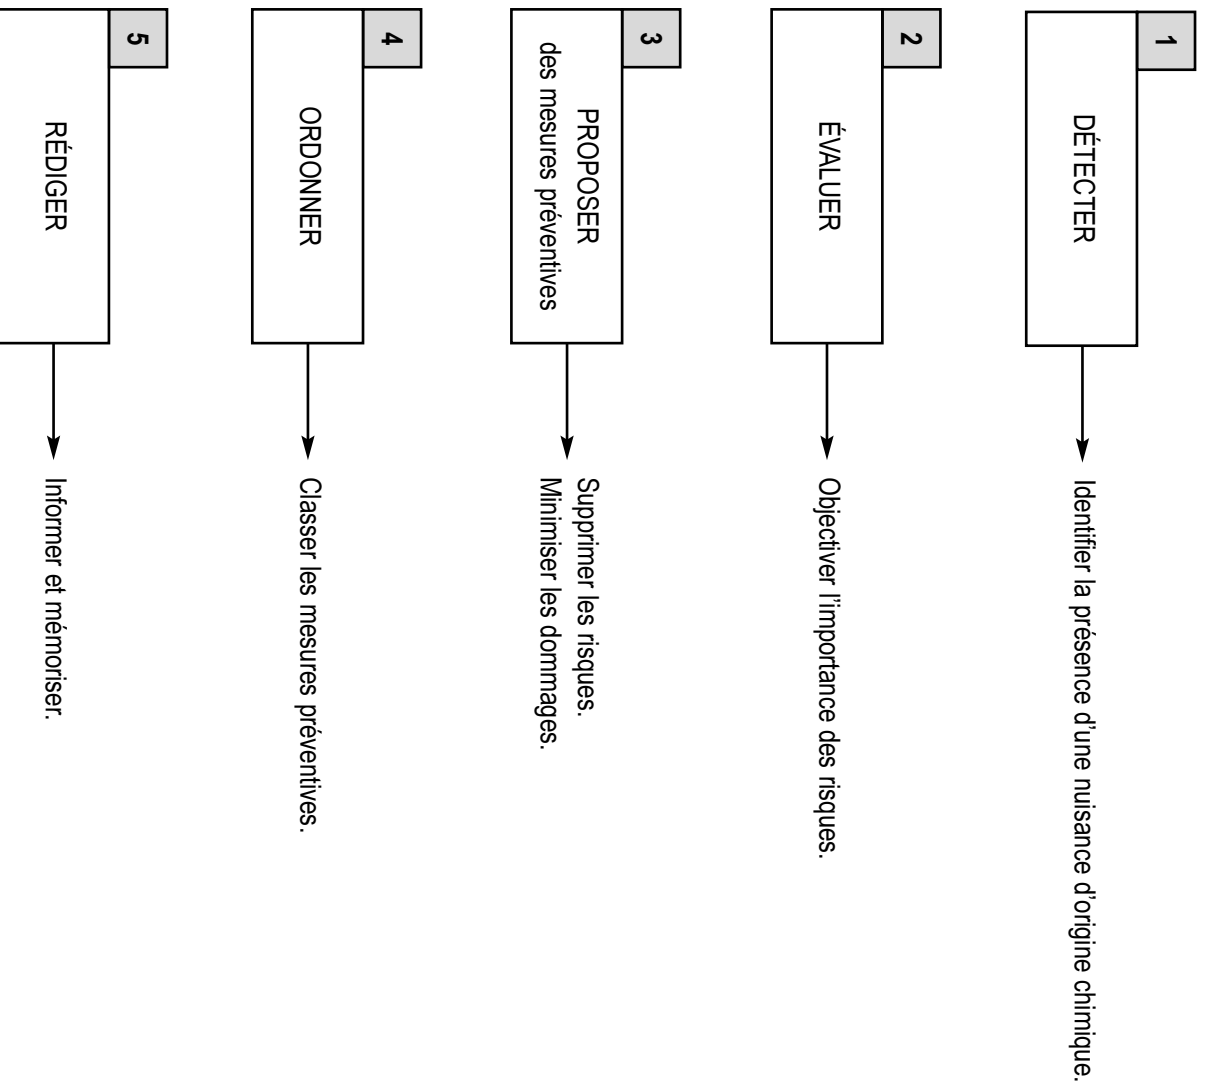 1
DÉTECTER
Identifier la présence d'une nuisance d'origine chimique.
2
ÉVALUER
Objectiver l'importance des risques.
3
PROPOSER
des mesures préventives
Supprimer les risques.
Minimiser les dommages.
4
ORDONNER
Classer les mesures préventives.
5
RÉDIGER
Informer et mémoriser.